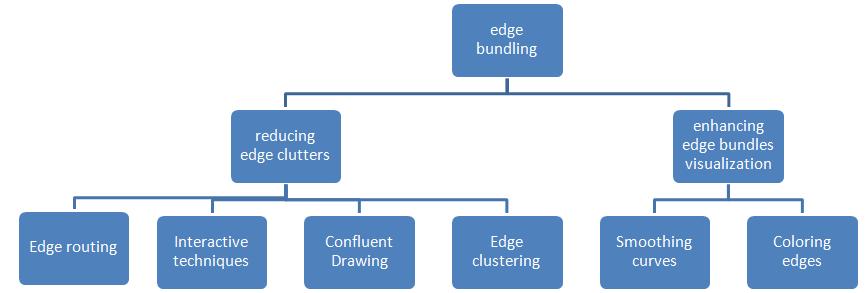 edge
bundling
reducing
edge clutters
enhancing
edge bundles
visualization
Edge routing
Interactive
techniques
Confluent
Drawing
Edge
clustering
Smoothing
curves
Coloring
edges